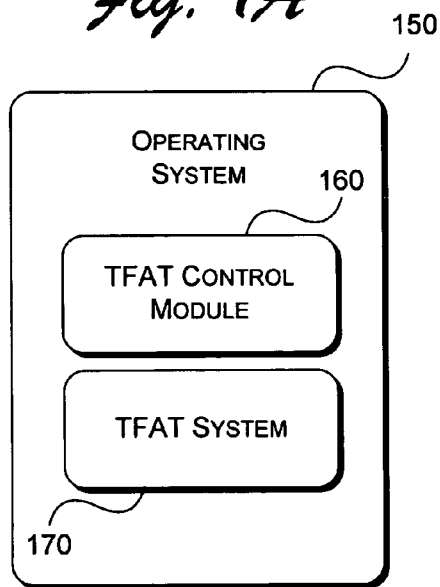 Fig. 1A
150
OPERATING
SYSTEM
160
TFAT CONTROL
MODULE
TFAT SYSTEM
170